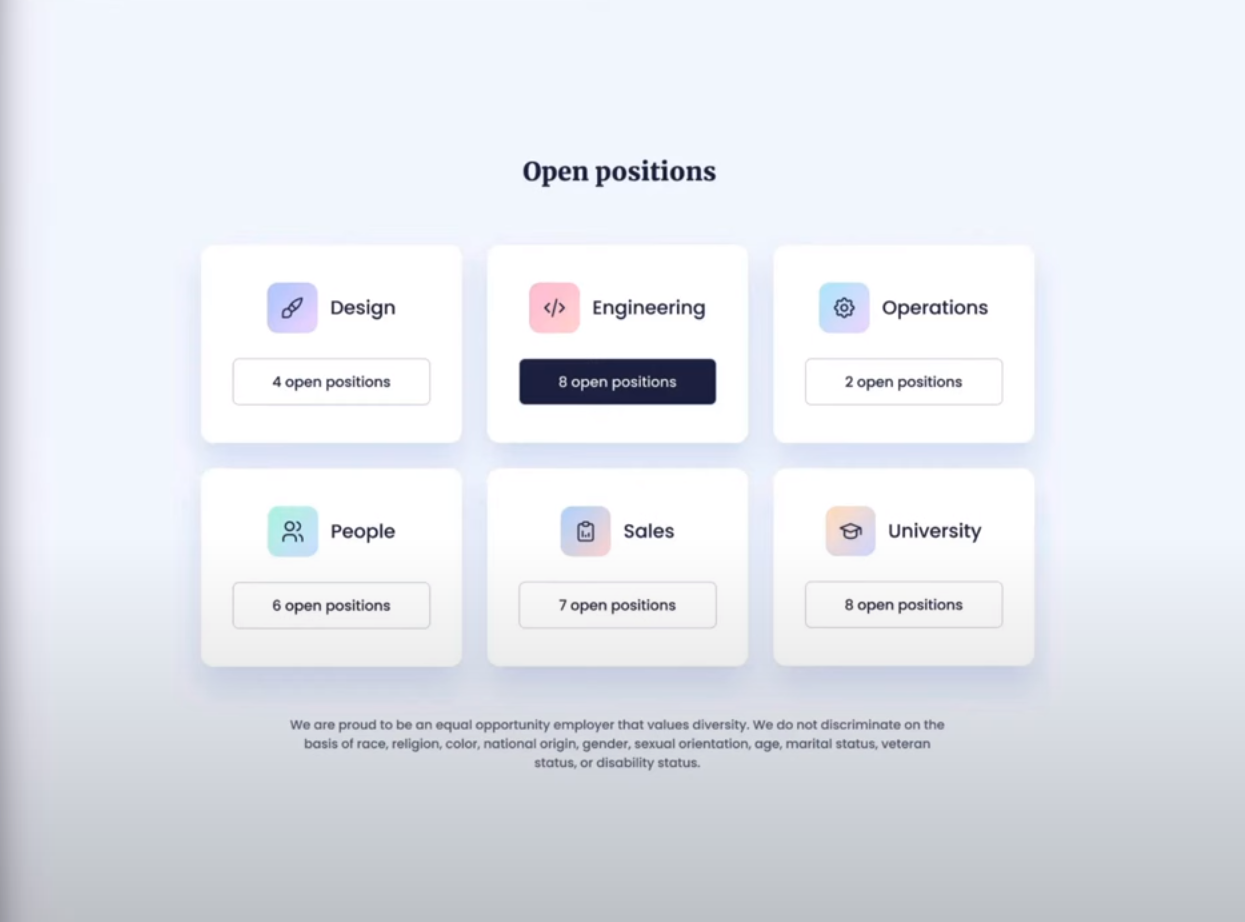 Open positions
Design
Engineering
Operations
4 open positions
8 open positions
2 open positions
People
Sales
University
6 open positions
7 open positions
8 open positions
We are proud to be an equal opportunity employer that values diversity. We do not discriminate on the
basis of race, religion, color, national origin, gender, sexual orientation, age, marital status, veteran
status, or disability status.